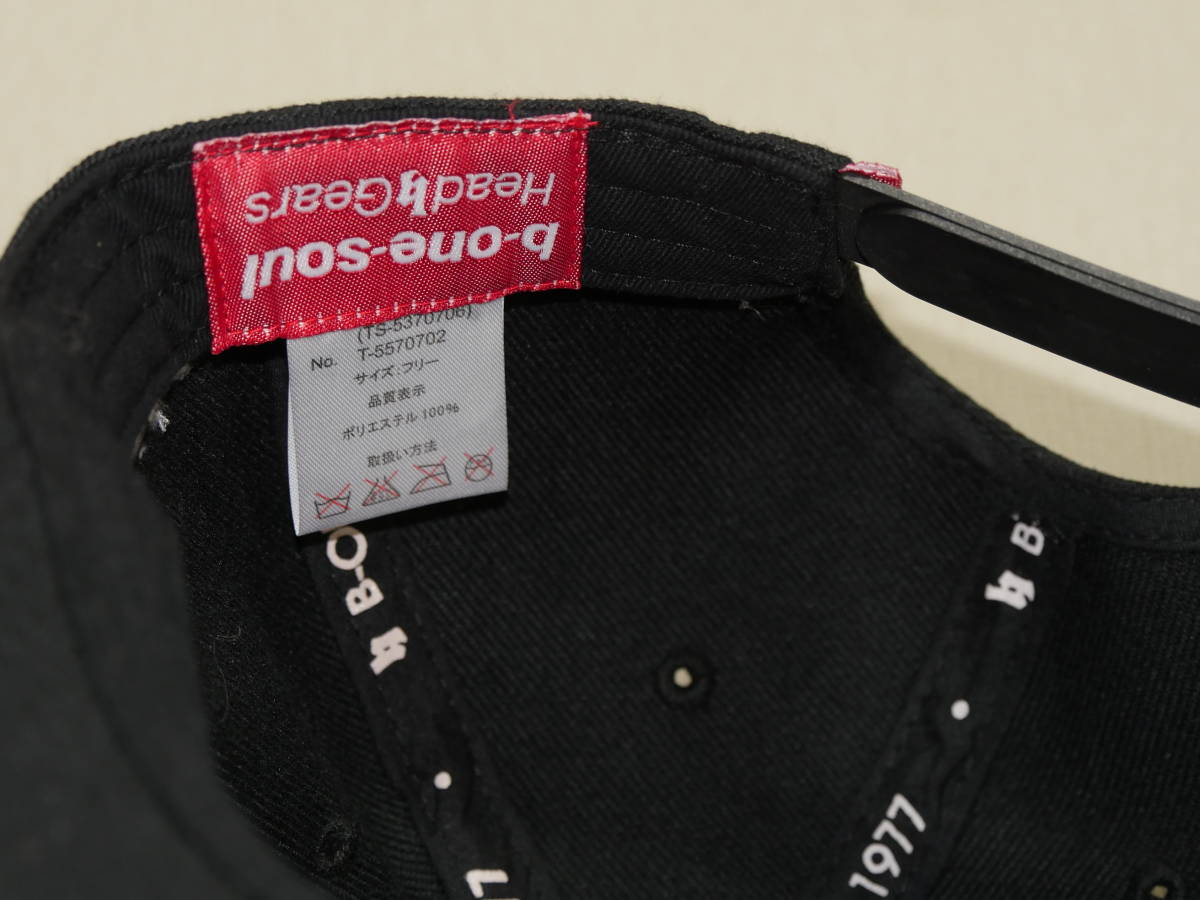 b-one-soul
Head Gears
(TS-5370706)
No. T-5570702
サイズ:フリー
品質表示
ポリエステル 100%
取扱い方法
B-O
B
1977